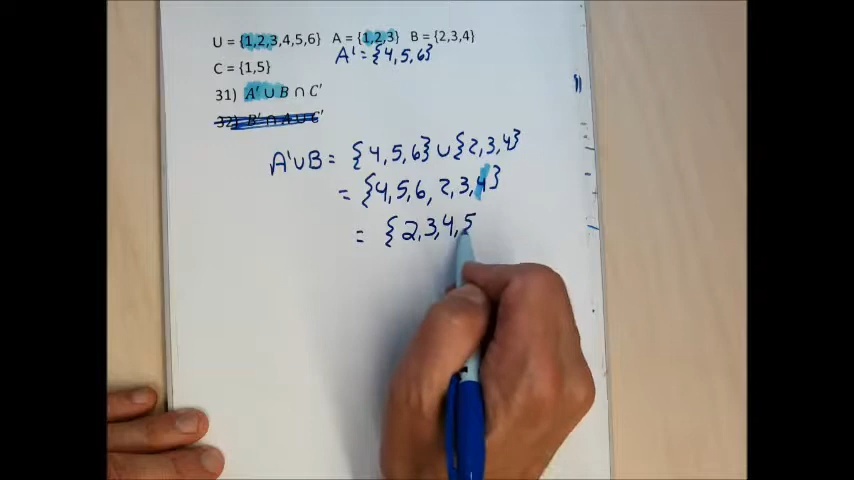 U = {1,2,3,4,5,6} A = {1,2,3} B = {2,3,4}
A' = {4,5,6}
C = {1,5}
31) A' ∪ B ∩ C'
32) B' ∩ A ∪ C'
A'∪B = {4,5,6} ∪ {2,3,4}
= {4,5,6,2,3,4}
= {2,3,4,5